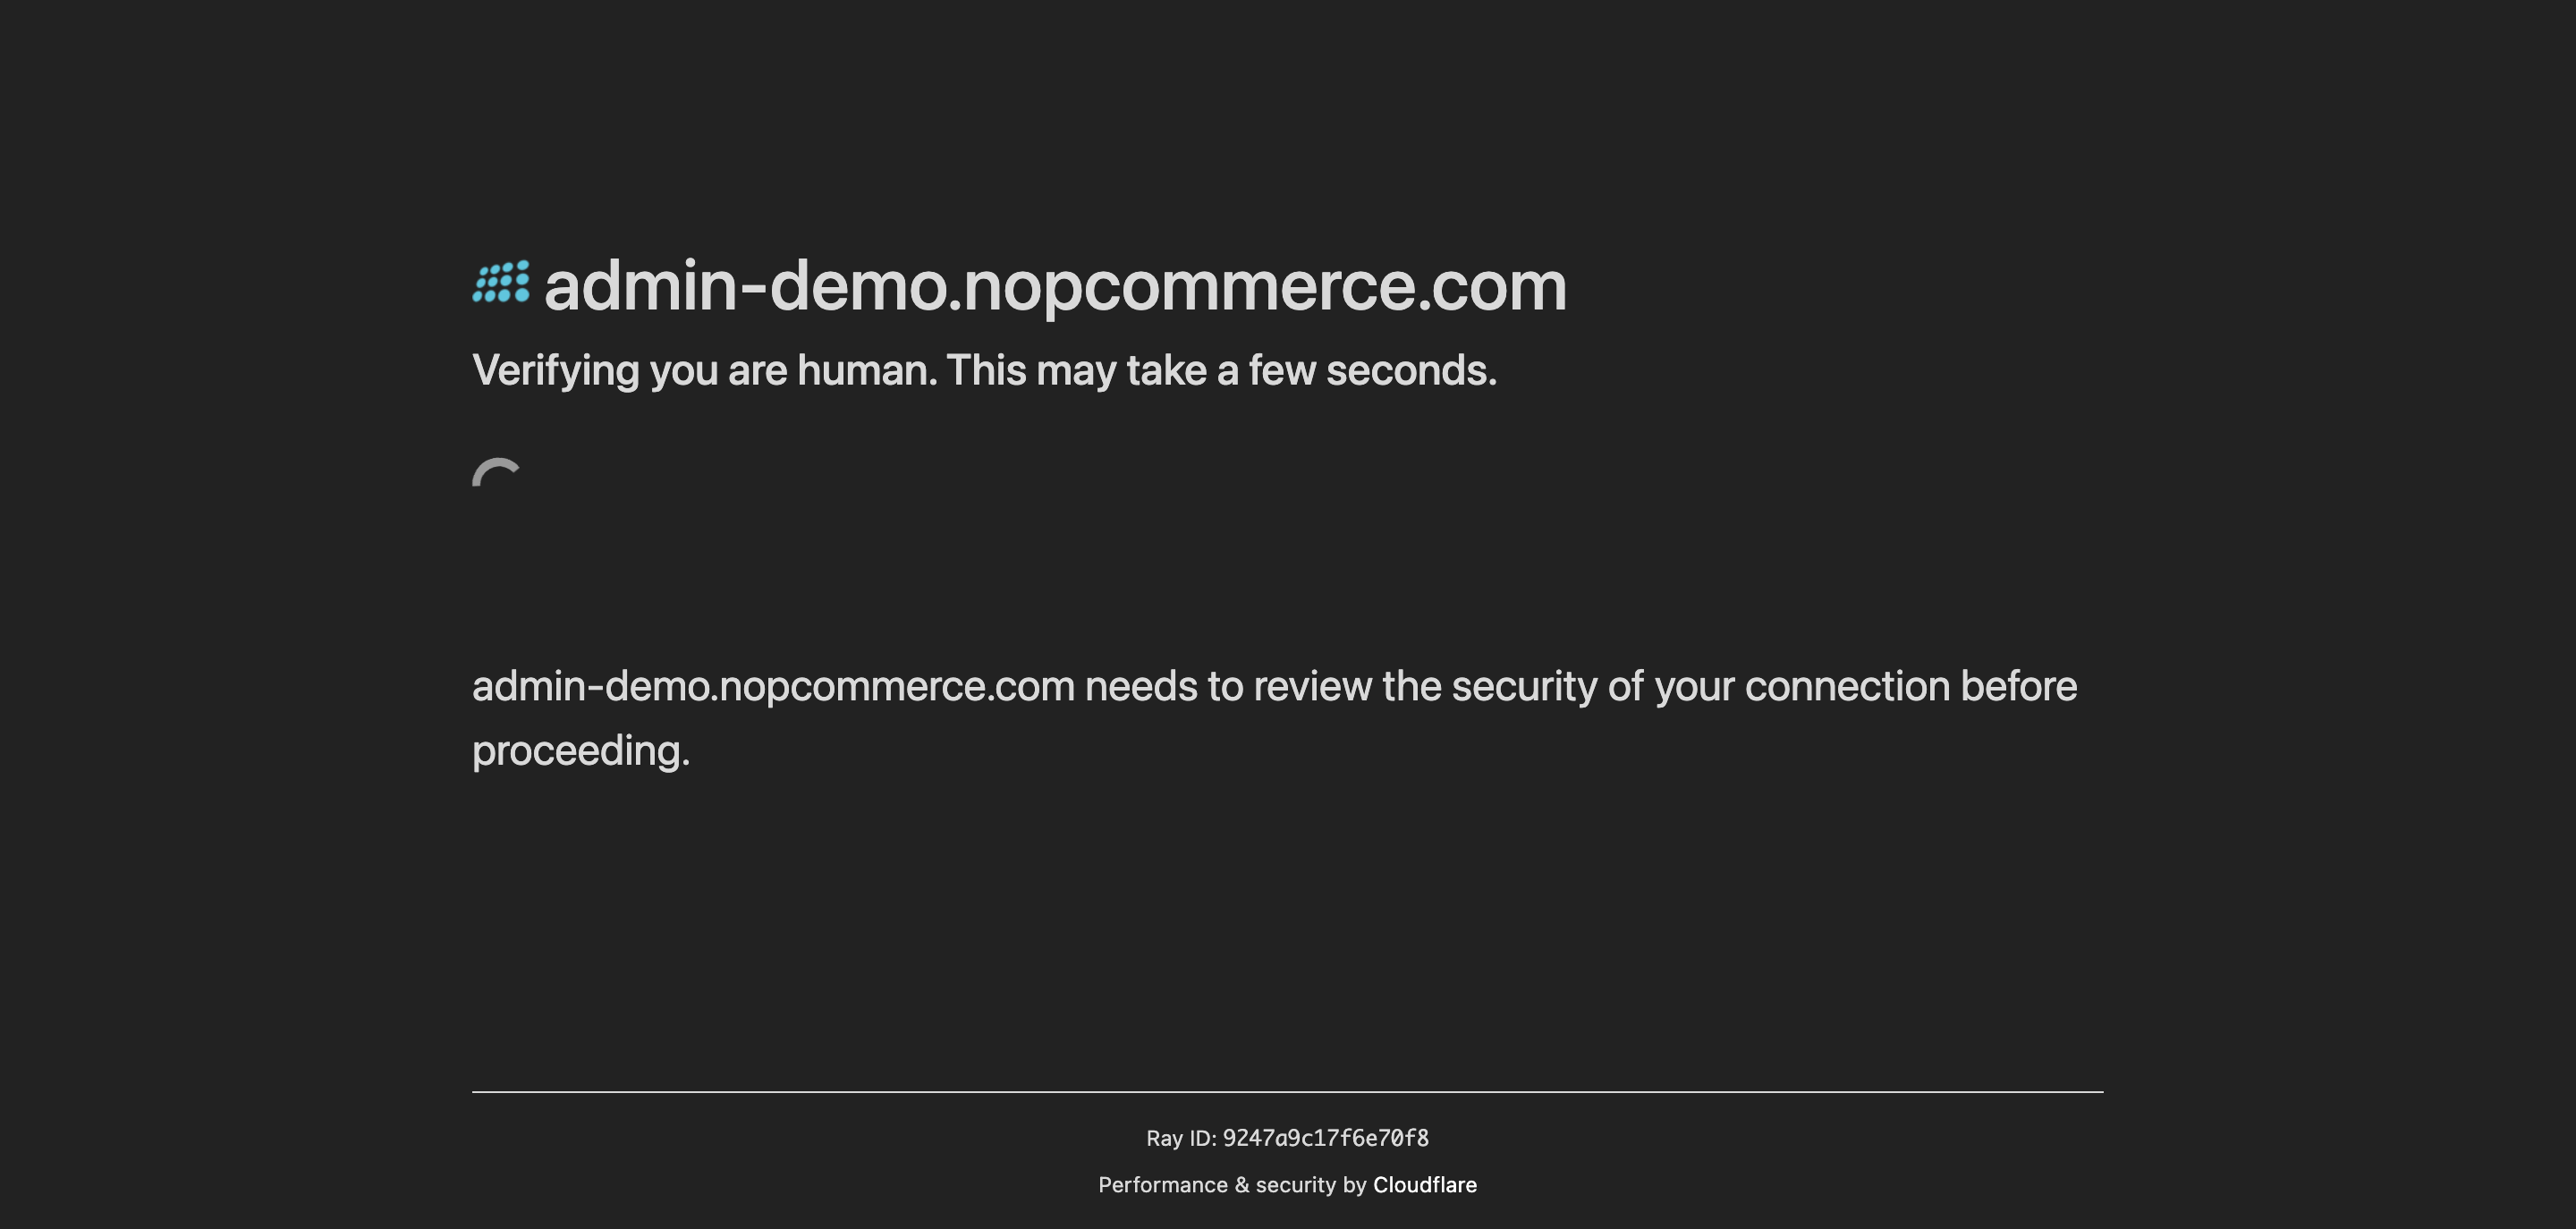 admin-demo.nopcommerce.com
Verifying you are human. This may take a few seconds.
admin-demo.nopcommerce.com needs to review the security of your connection before
proceeding.
Ray ID: 9247a9c17f6e70f8
Performance & security by Cloudflare